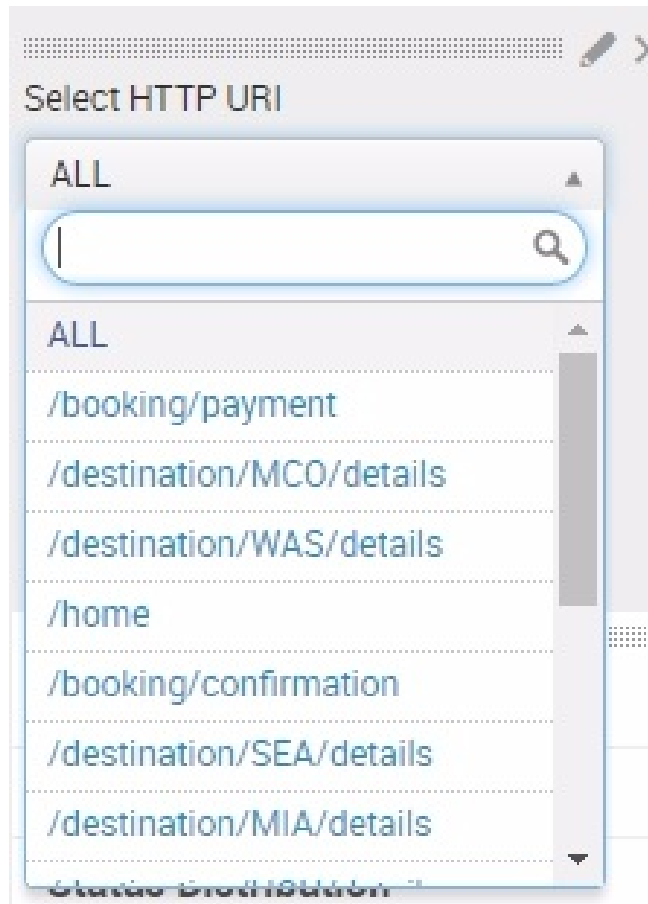 Select HTTP URI
ALL
ALL
/booking/payment
/destination/MCO/details
/destination/WAS/details
/home
/booking/confirmation
/destination/SEA/details
/destination/MIA/details